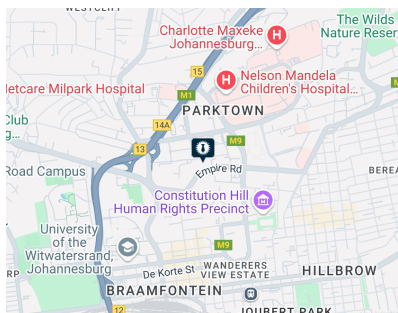 WESTCLIFF
Charlotte Maxeke
Johannesburg...
The Wilds
Nature Reser
15
Nelson Mandela
Children's Hospital...
Netcare Milpark Hospital
M1
PARKTOWN
Club
g...
14A
M9
13
Road Campus
Empire Rd
BEREA
Constitution Hill
Human Rights Precinct
University
of the
Witwatersrand,
Johannesburg
M9
De Korte St
WANDERERS
VIEW ESTATE
HILLBROW
BRAAMFONTEIN
12
JOUBERT PARK